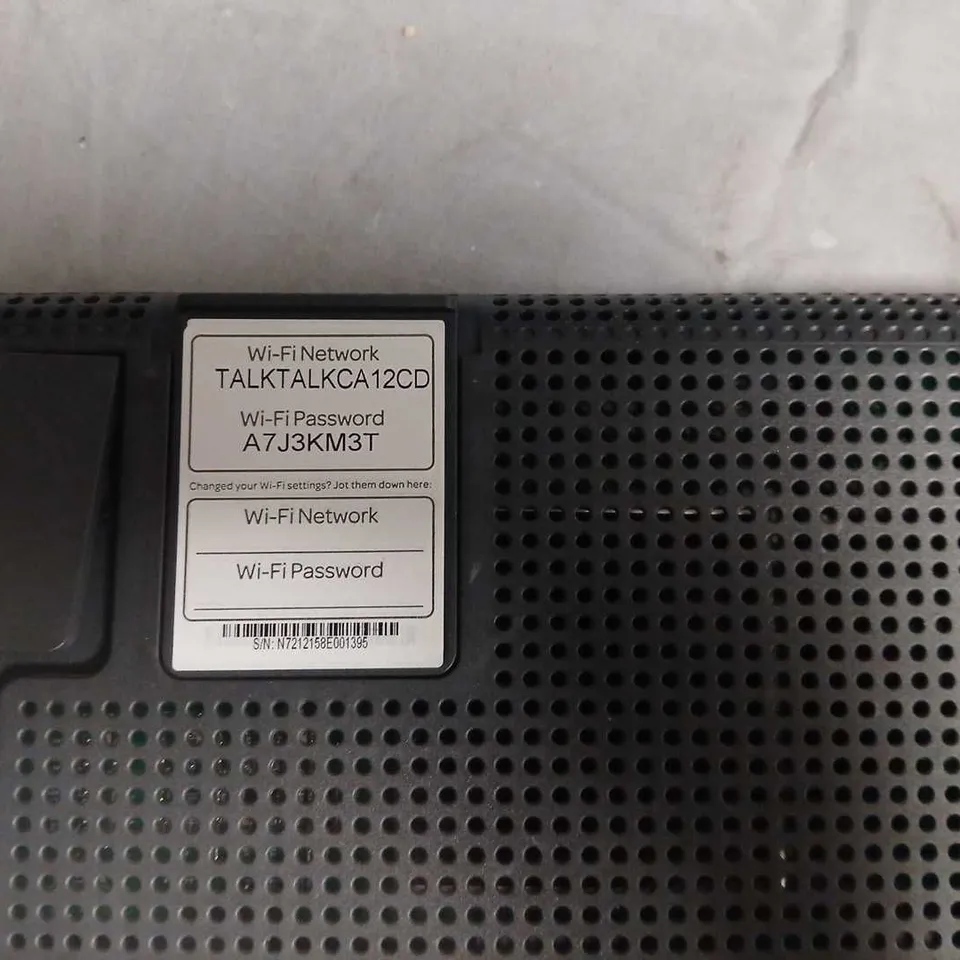 Wi-Fi Network
TALKTALKCA12CD
Wi-Fi Password
A7J3KM3T
Changed your Wi-Fi settings? Jot them down here:
Wi-Fi Network
Wi-Fi Password
S/N: N7212158E001395